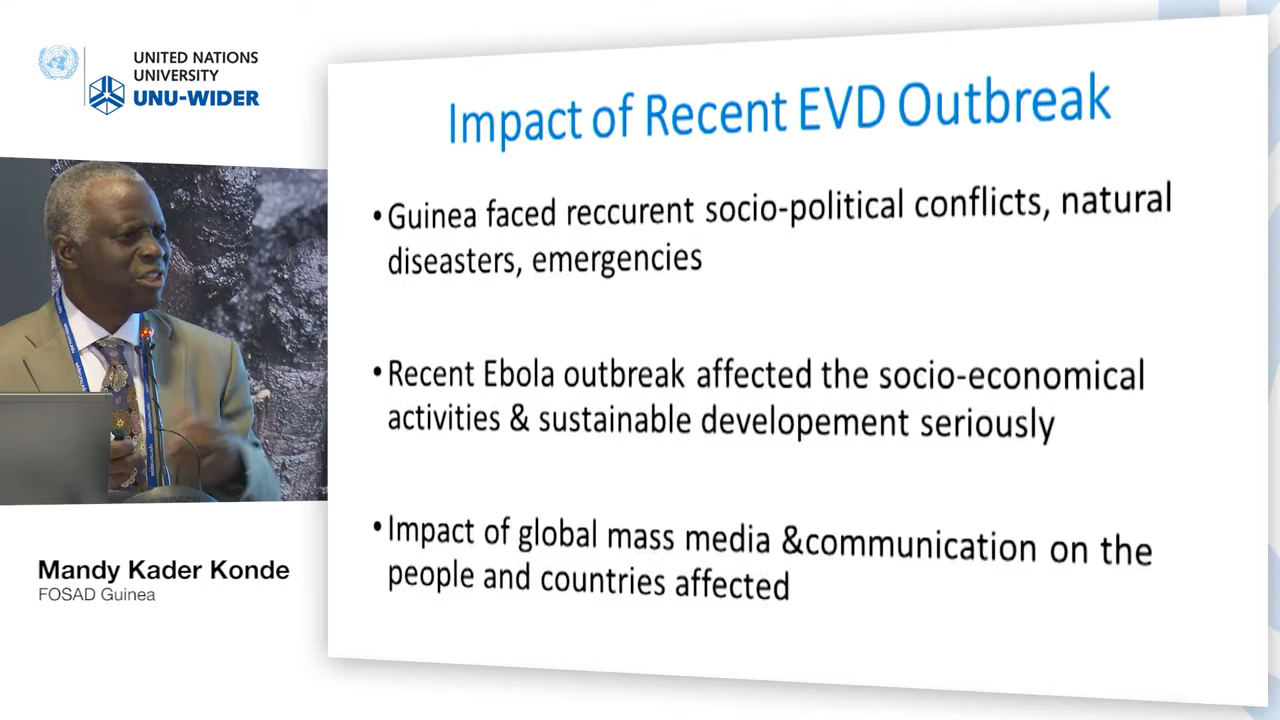 UNITED NATIONS
UNIVERSITY
UNU-WIDER
Impact of Recent EVD Outbreak
•Guinea faced reccurent socio-political conflicts, natural
diseasters, emergencies
•Recent Ebola outbreak affected the socio-economical
activities & sustainable developement seriously
•Impact of global mass media &communication on the
people and countries affected
Mandy Kader Konde
FOSAD Guinea